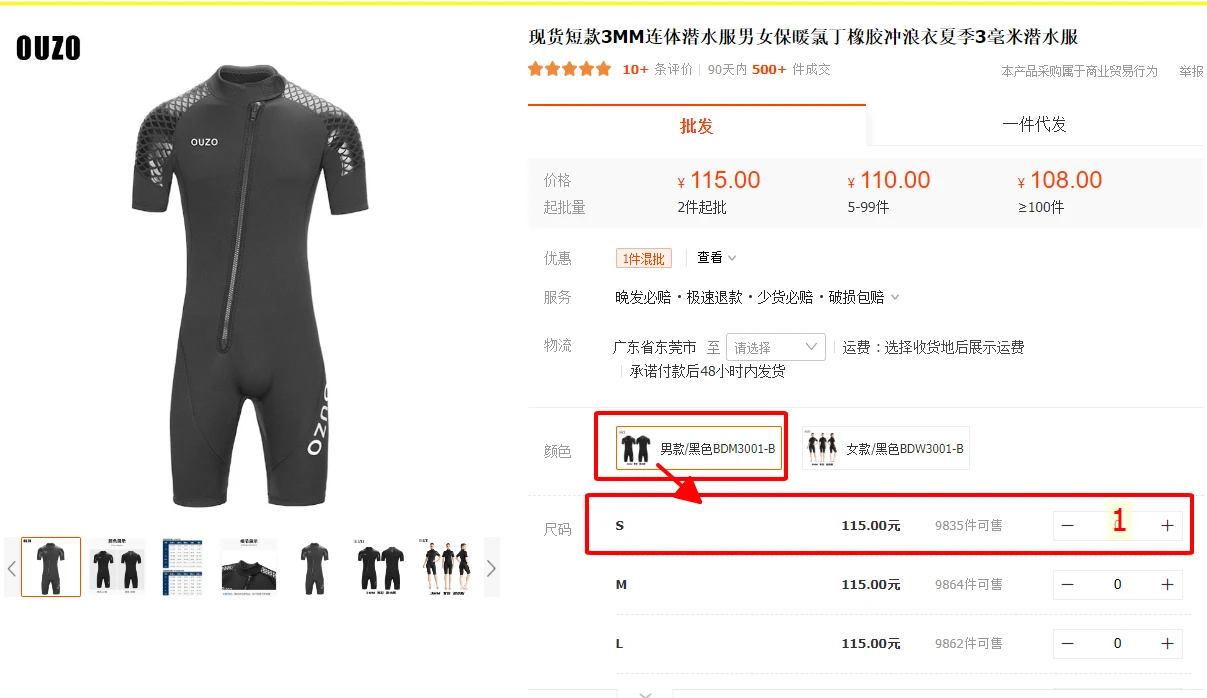 OUZO
现货短款3MM连体潜水服男女保暖氯丁橡胶冲浪衣夏季3毫米潜水服
10+ 条评价 90天内 500+ 件成交
本产品采购属于商业贸易行为 举报
OUZO
批发 一件代发
价格 ¥ 115.00 ¥ 110.00 ¥ 108.00
起批量 2件起批 5-99件 ≥100件
优惠 1件混批 查看
服务 晚发必赔·极速退款·少货必赔·破损包赔
物流 广东省东莞市 至 请选择 运费：选择收货地后展示运费
承诺付款后48小时内发货
OUZO
颜色 男款/黑色BDM3001-B 女款/黑色BDW3001-B
尺码 S 115.00元 9835件可售 1
M 115.00元 9864件可售 0
L 115.00元 9862件可售 0